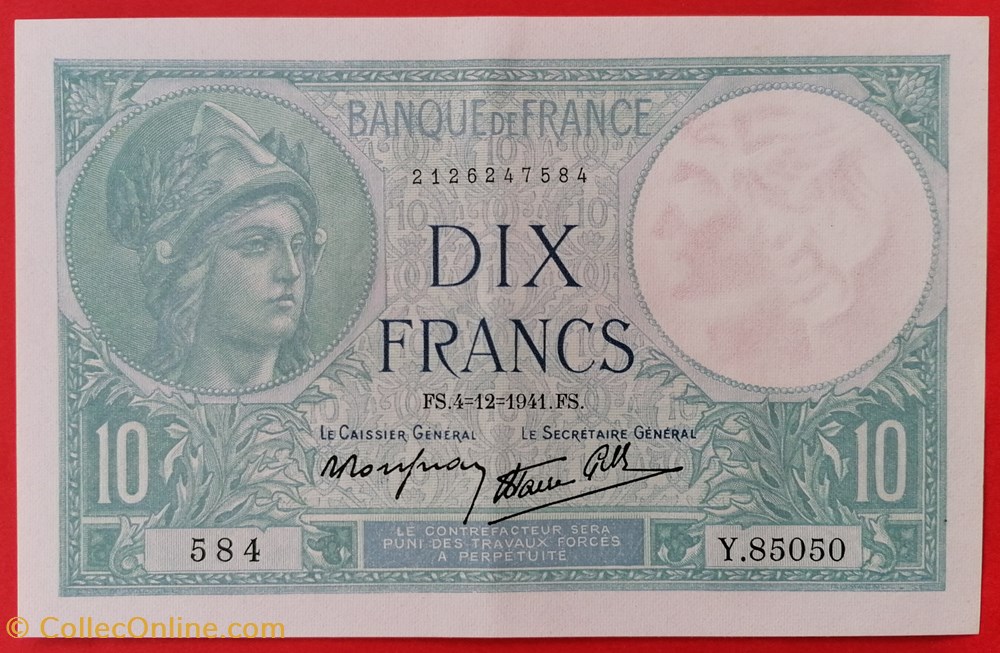 BANQUE DE FRANCE
2126247584
DIX
FRANCS
FS.4=12=1941.FS.
LE CAISSIER GÉNÉRAL LE SECRÉTAIRE GÉNÉRAL
10 10
LE CONTREFACTEUR SERA
PUNI DES TRAVAUX FORCÉS
À PERPÉTUITÉ
584 Y.85050
© CollecOnline.com